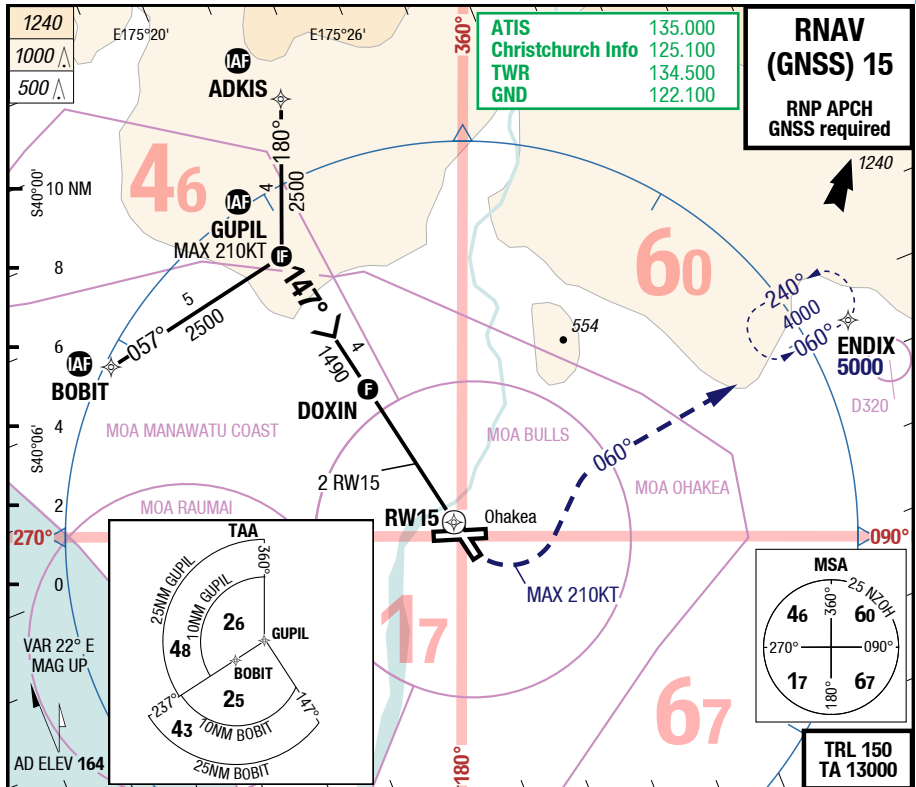 1240
1000
500
E175°20'
E175°26'
360°
ATIS 135.000
Christchurch Info 125.100
TWR 134.500
GND 122.100
RNAV
(GNSS) 15
RNP APCH
GNSS required
1240
IAF
ADKIS
180°
4
2500
46
S40°00'
10 NM
IAF
GUPIL
MAX 210KT
IF
147°
60
8
5
057°
2500
240°
4000
060°
ENDIX
5000
D320
554
6
IAF
BOBIT
4
1490
F
DOXIN
4
S40°06'
MOA MANAWATU COAST
MOA BULLS
060°
MOA OHAKEA
2 RW15
2
MOA RAUMAI
RW15
Ohakea
270°
090°
0
MAX 210KT
TAA
360°
25NM GUPIL
10NM GUPIL
26
48
GUPIL
BOBIT
237°
25
147°
43
10NM BOBIT
25NM BOBIT
17
67
MSA
25 NZOH
46
360°
60
270°
090°
17
180°
67
VAR 22° E
MAG UP
AD ELEV 164
180°
TRL 150
TA 13000